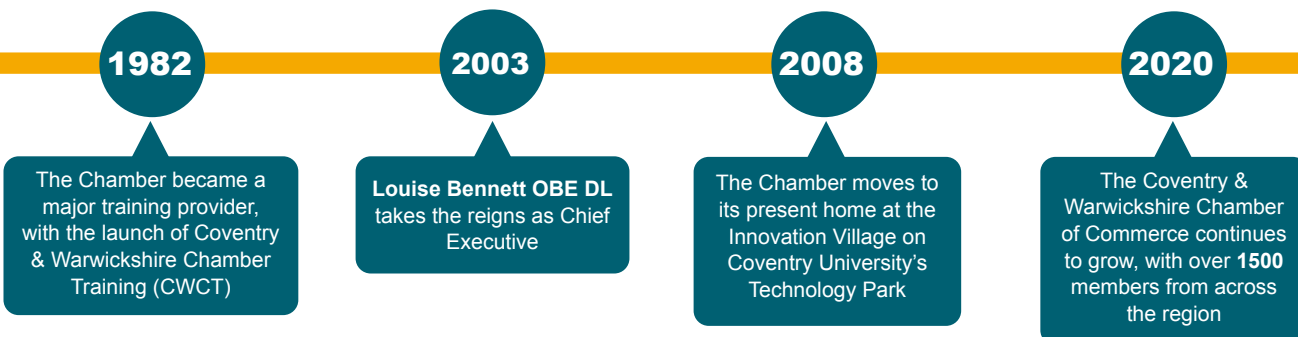 1982
The Chamber became a
major training provider,
with the launch of Coventry
& Warwickshire Chamber
Training (CWCT)
2003
Louise Bennett OBE DL
takes the reigns as Chief
Executive
2008
The Chamber moves to
its present home at the
Innovation Village on
Coventry University's
Technology Park
2020
The Coventry &
Warwickshire Chamber
of Commerce continues
to grow, with over 1500
members from across
the region